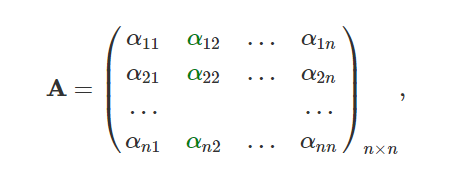 α₁₁ α₁₂ … α₁ₙ
α₂₁ α₂₂ … α₂ₙ
A = … … ,
αₙ₁ αₙ₂ … αₙₙ
n×n